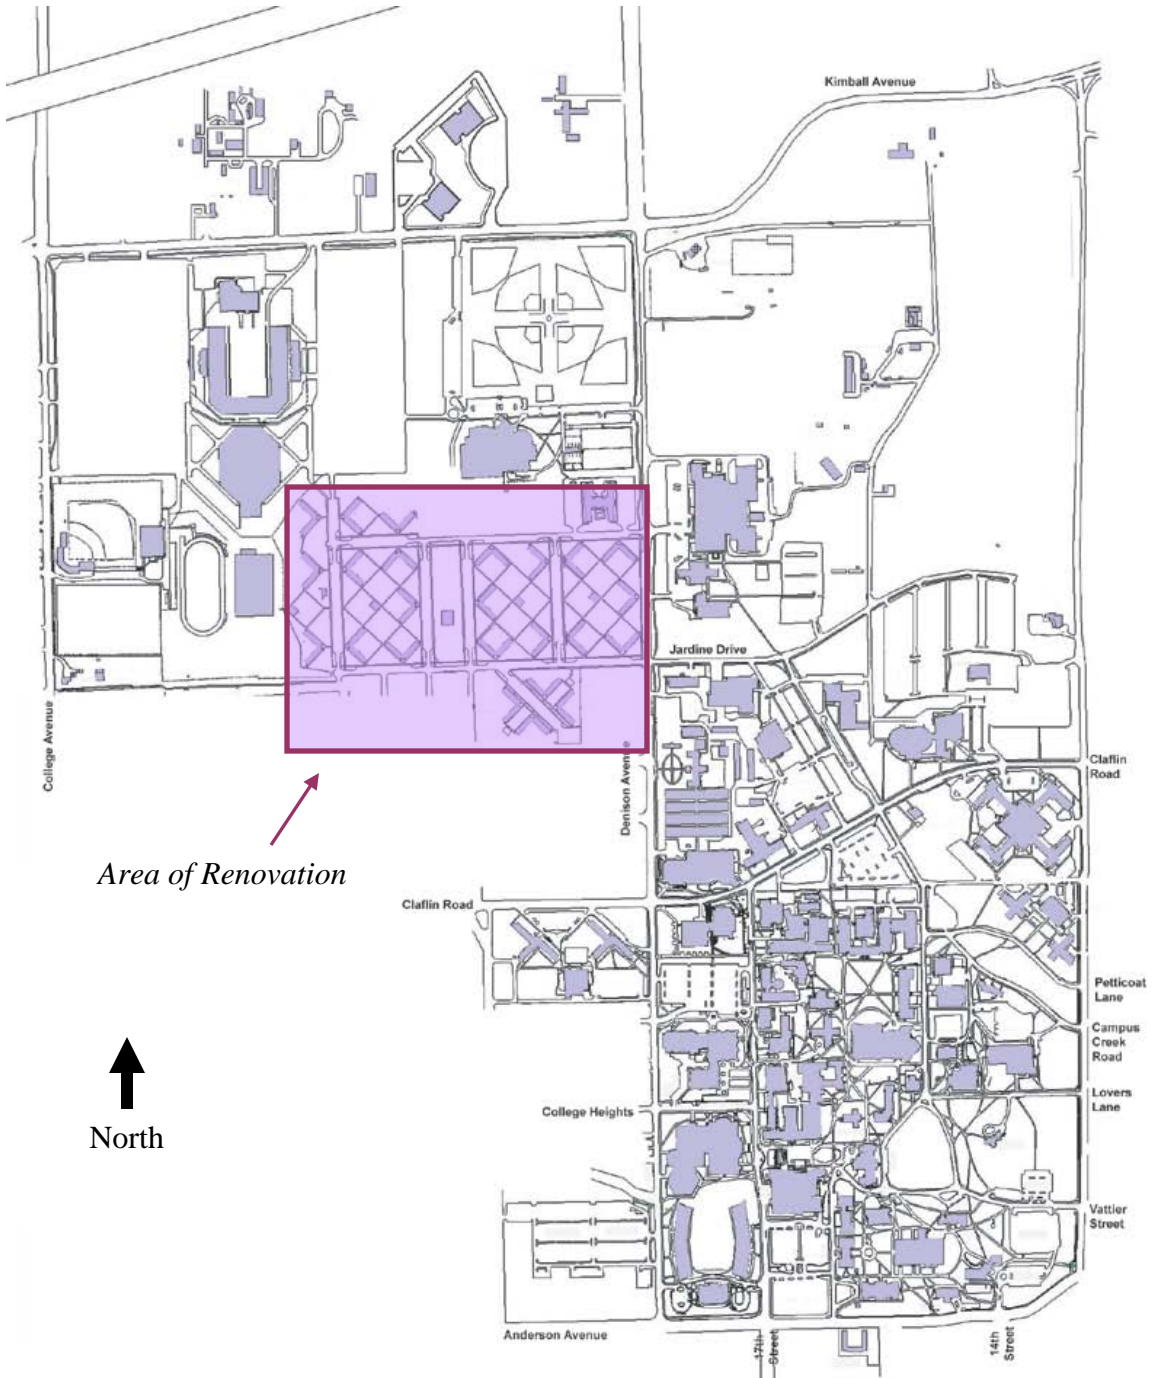 Kimball Avenue
Jardine Drive
College Avenue
Denison Avenue
Claflin
Road
Area of Renovation
Claflin Road
Petticoat
Lane
Campus
Creek
Road
Lovers
Lane
College Heights
North
Vattier
Street
Anderson Avenue
17th
Street
14th
Street